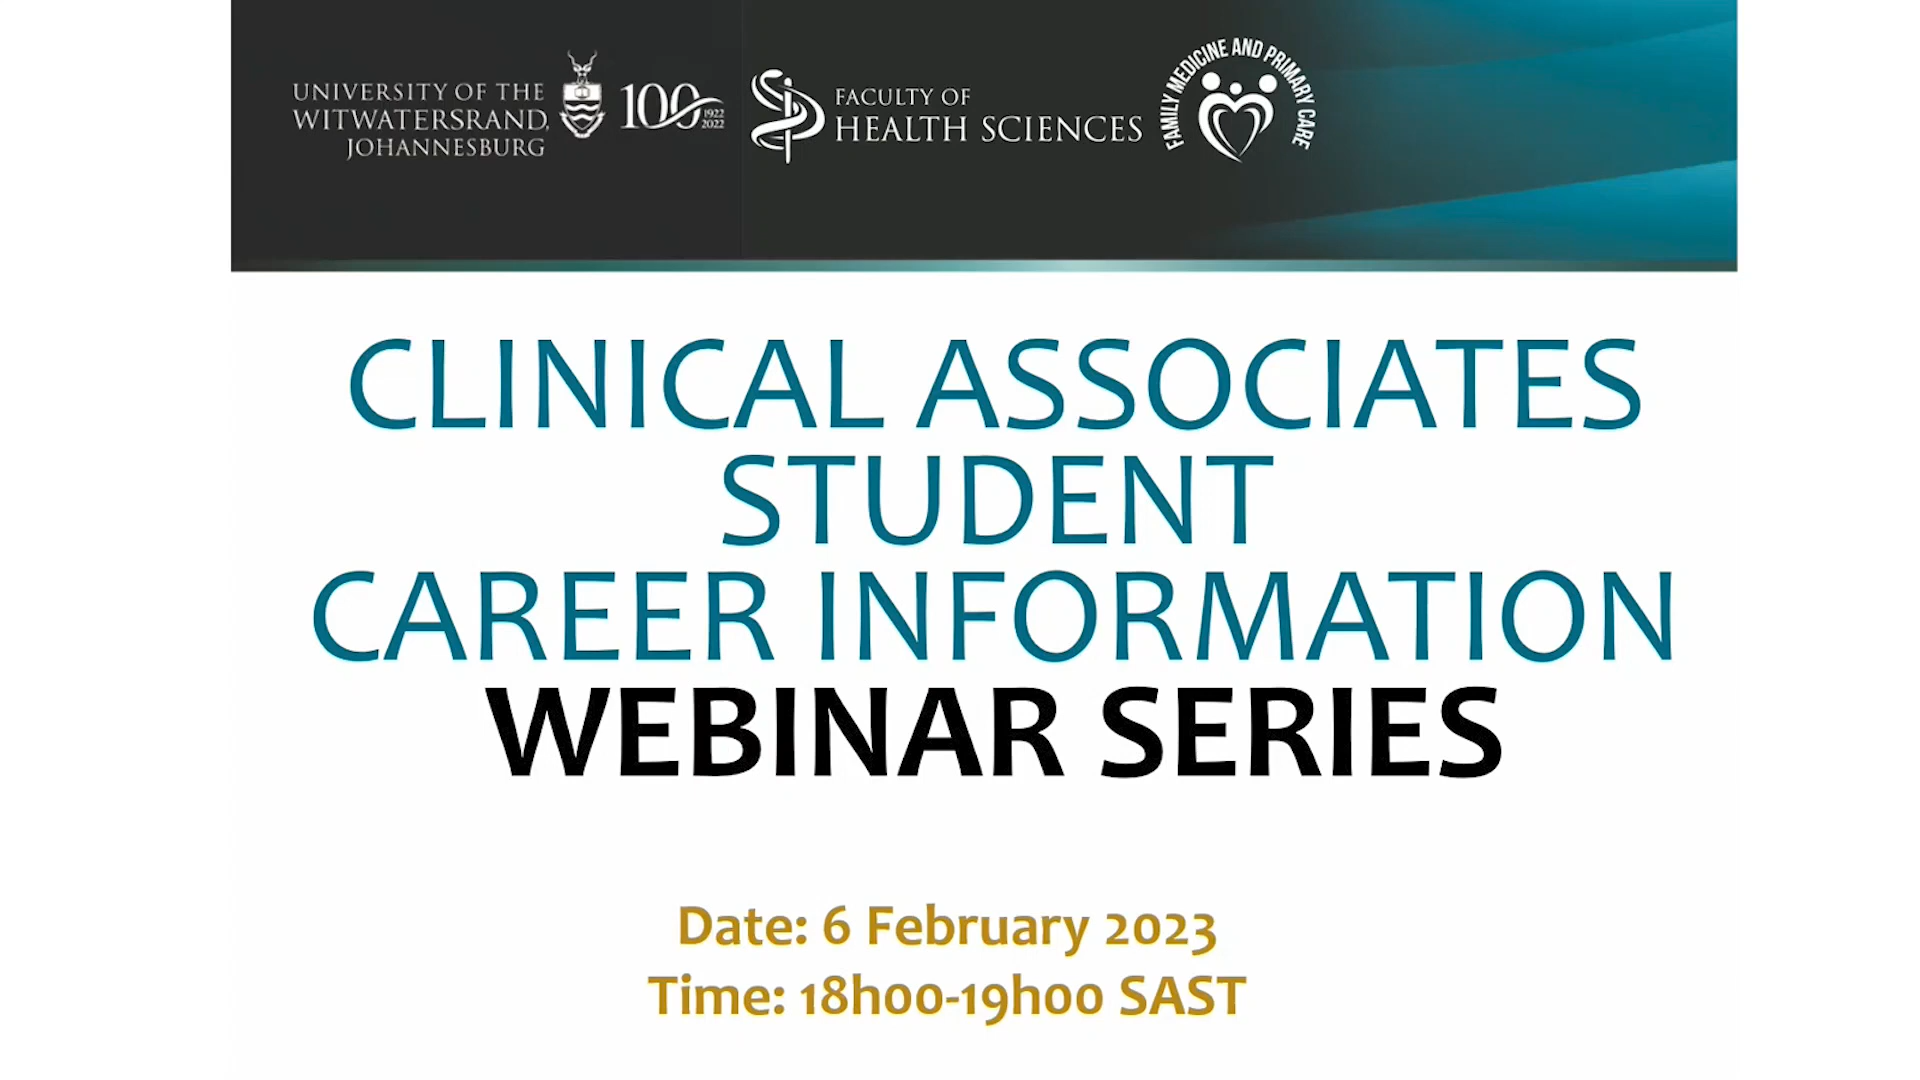 UNIVERSITY OF THE
WITWATERSRAND,
JOHANNESBURG
100
1922
2022
FACULTY OF
HEALTH SCIENCES
FAMILY MEDICINE AND PRIMARY CARE
CLINICAL ASSOCIATES
STUDENT
CAREER INFORMATION
WEBINAR SERIES
Date: 6 February 2023
Time: 18h00-19h00 SAST